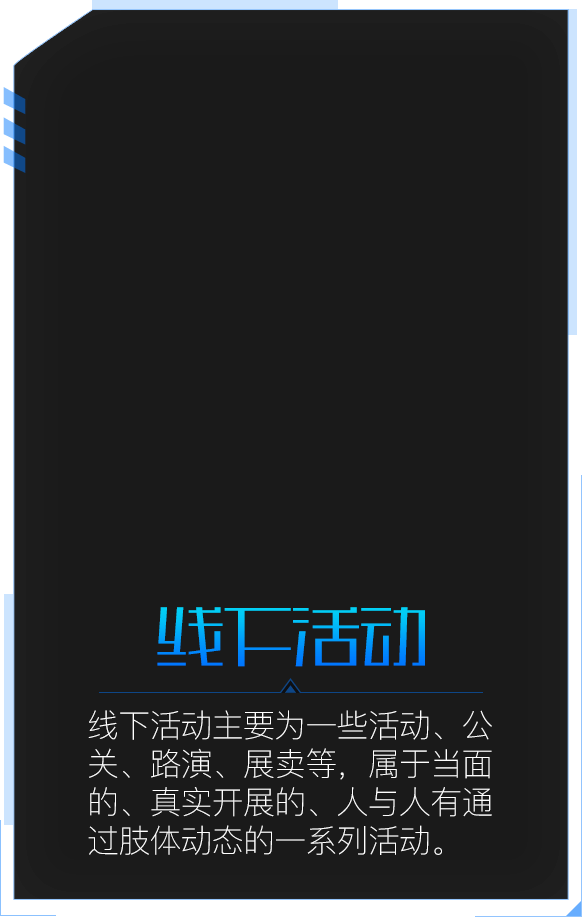 线下活动
线下活动主要为一些活动、公
关、路演、展卖等，属于当面
的、真实开展的、人与人有通
过肢体动态的一系列活动。